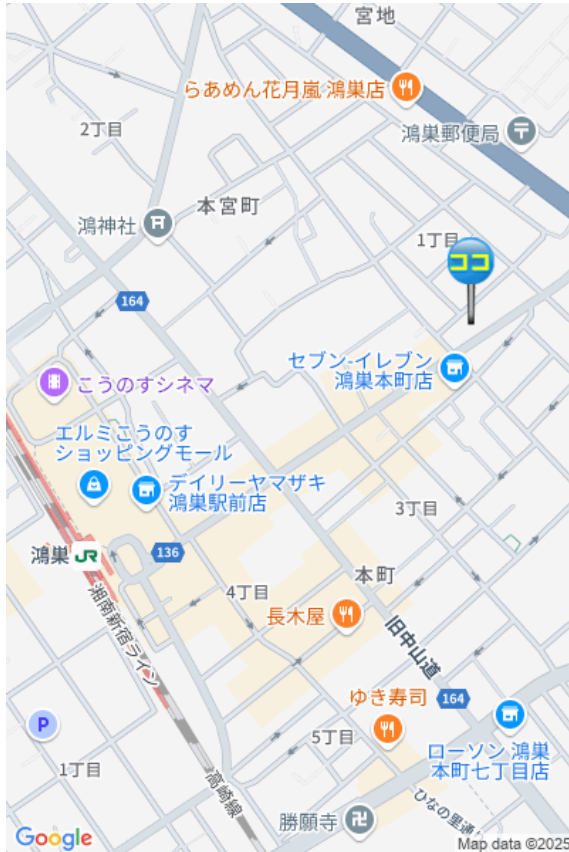 宮地
らあめん花月嵐 鴻巣店
鴻巣郵便局
2丁目
本宮町
鴻神社
1丁目
ココ
164
セブン-イレブン
鴻巣本町店
こうのすシネマ
エルミこうのす
ショッピングモール
デイリーヤマザキ
鴻巣駅前店
3丁目
136
鴻巣
JR
本町
4丁目
長木屋
湘南新宿ライン
旧中山道
ゆき寿司
164
P
5丁目
ローソン 鴻巣
本町七丁目店
1丁目
高崎線
ひなの里通り
勝願寺
Google
Map data ©2025